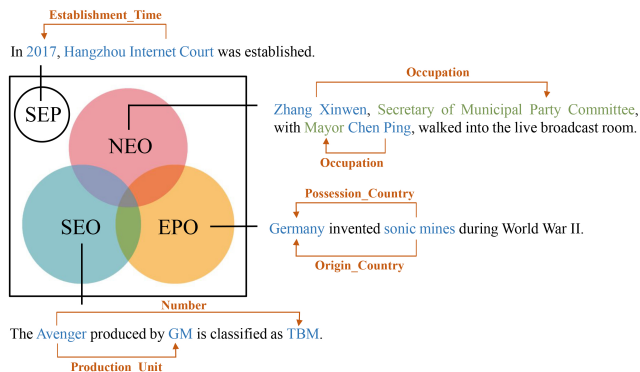 Establishment_Time
In 2017, Hangzhou Internet Court was established.
SEP
NEO
SEO
EPO
Occupation
Zhang Xinwen, Secretary of Municipal Party Committee,
with Mayor Chen Ping, walked into the live broadcast room.
Occupation
Possession_Country
Germany invented sonic mines during World War II.
Origin_Country
Number
The Avenger produced by GM is classified as TBM.
Production_Unit